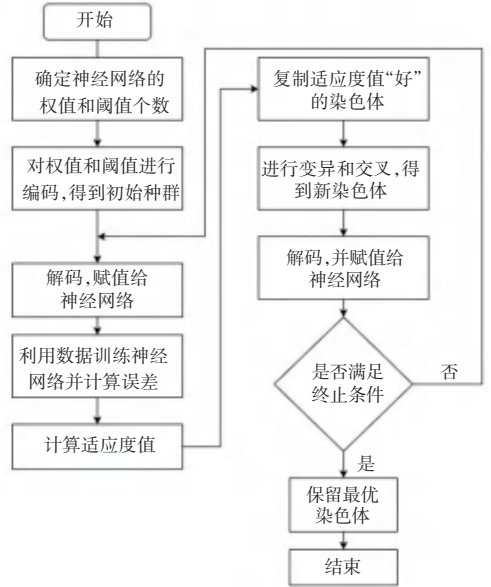 开始
确定神经网络的
权值和阈值个数
对权值和阈值进行
编码,得到初始种群
解码,赋值给
神经网络
利用数据训练神经
网络并计算误差
计算适应度值
复制适应度值“好”
的染色体
进行变异和交叉,得
到新染色体
解码,并赋值给
神经网络
是否满足
终止条件
否
是
保留最优
染色体
结束